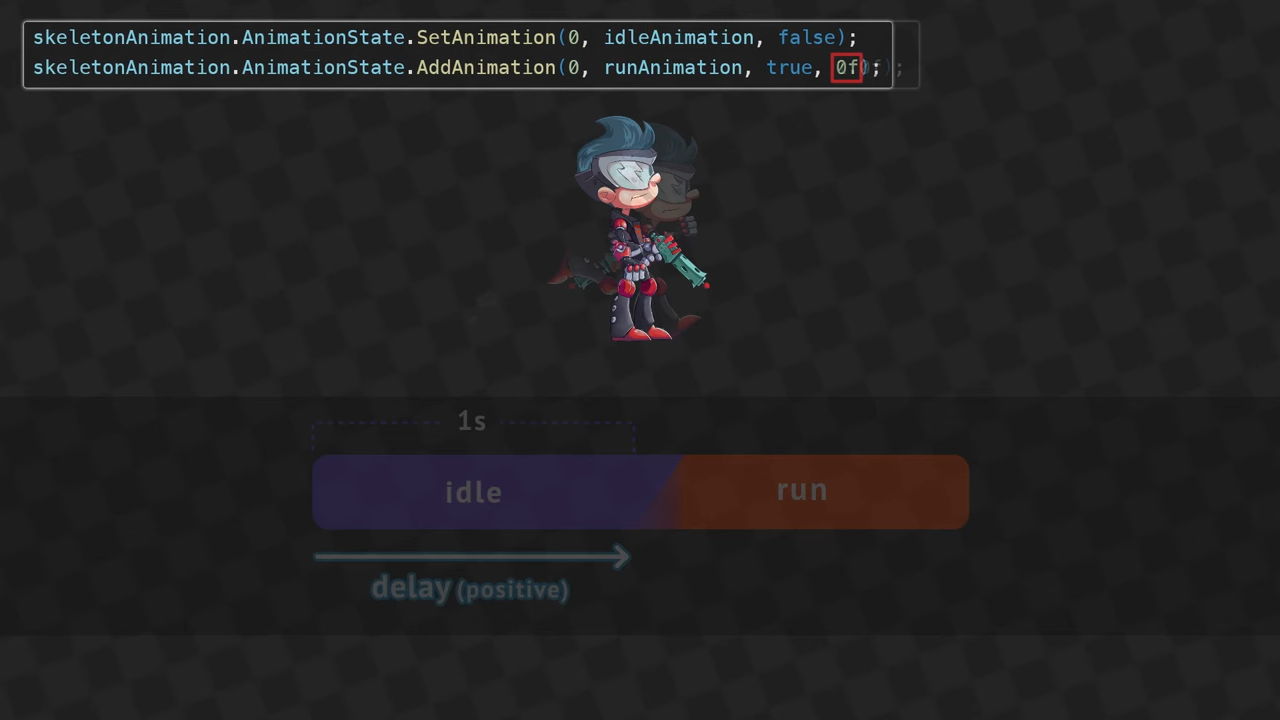 skeletonAnimation.AnimationState.SetAnimation(0, idleAnimation, false);
skeletonAnimation.AnimationState.AddAnimation(0, runAnimation, true, 0f);
1s
idle
run
delay (positive)